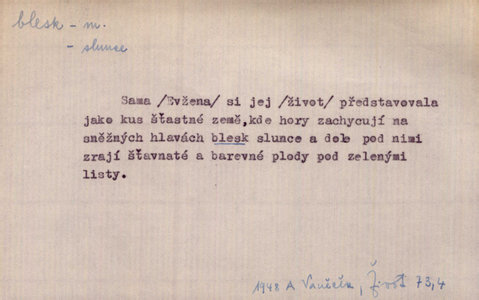 blesk - m.
- slunce
Sama /Evžena/ si jej /život/ představovala
jako kus šťastné země,kde hory zachycují na
sněžných hlavách blesk slunce a dole pod nimi
zrají šťavnaté a barevné plody pod zelenými
listy.
1948 A Vaněček, Život 73,4